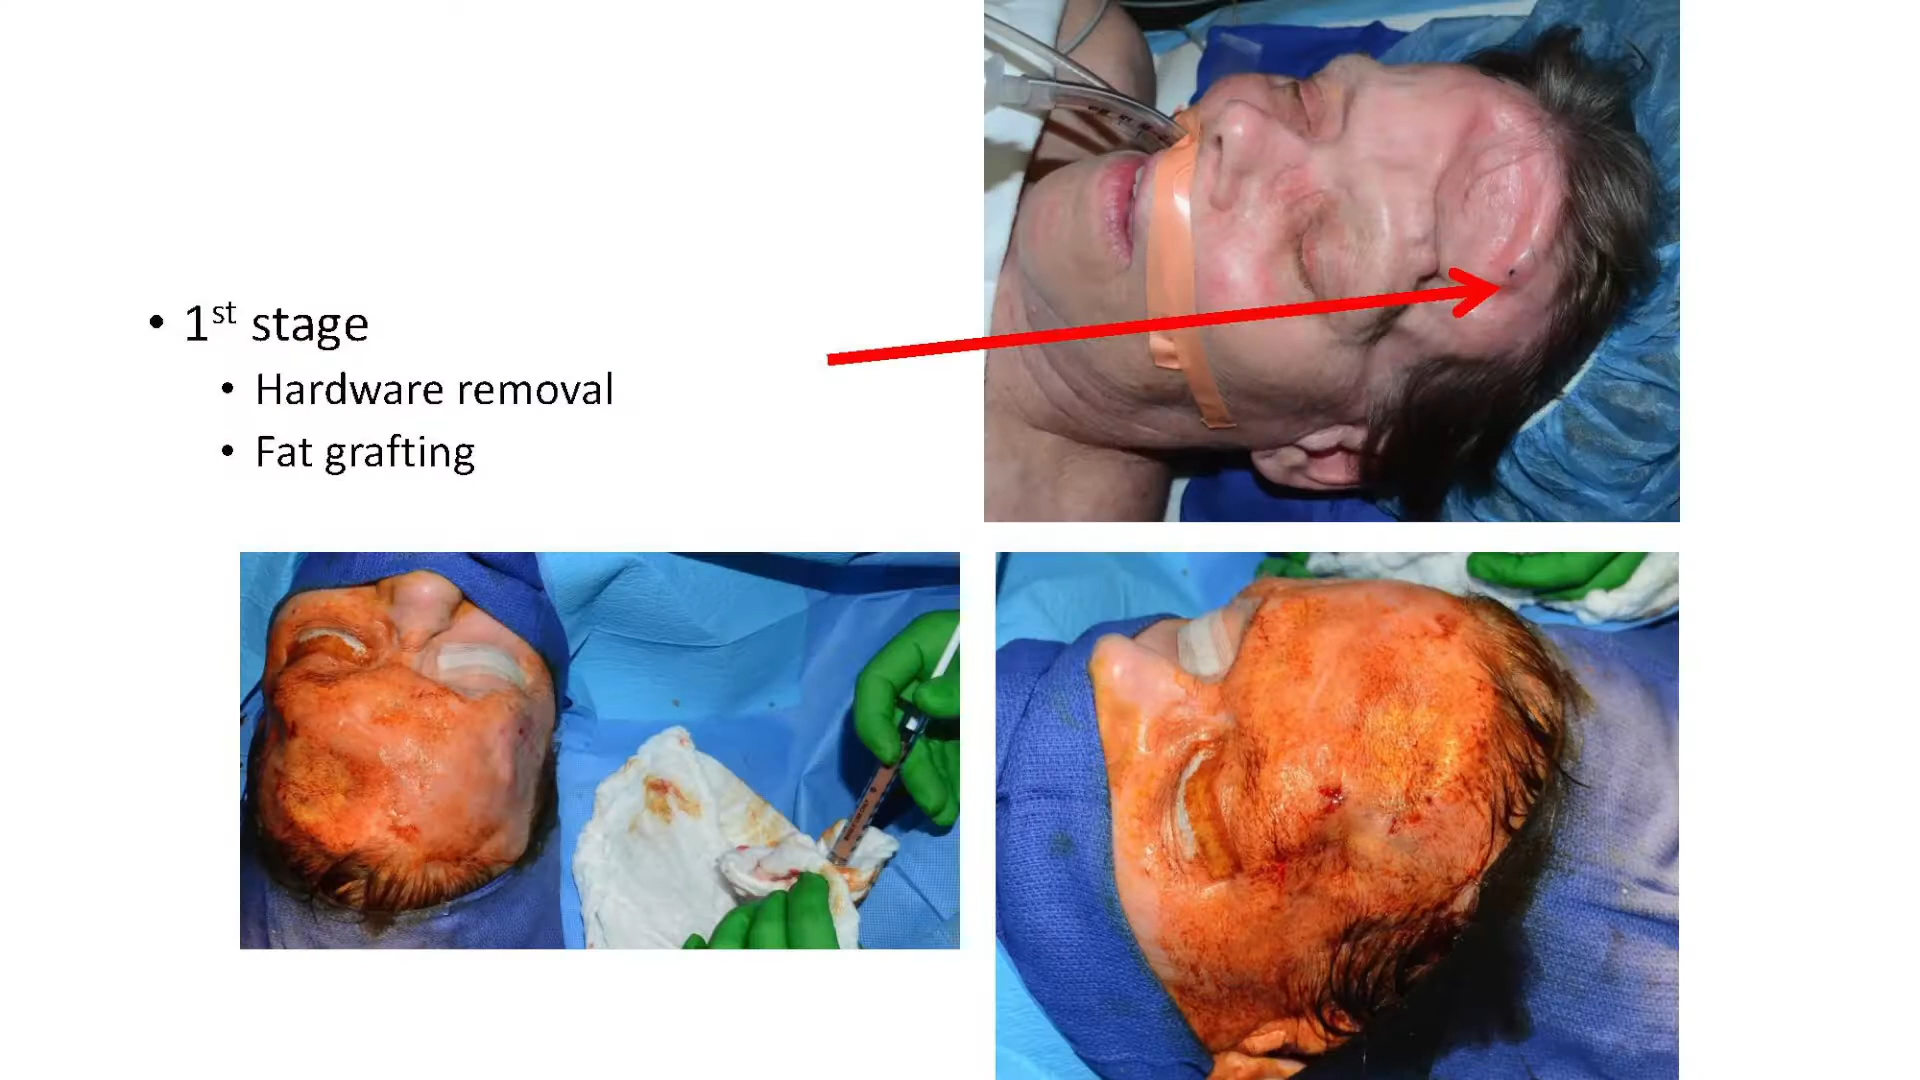 • 1st stage
• Hardware removal
• Fat grafting